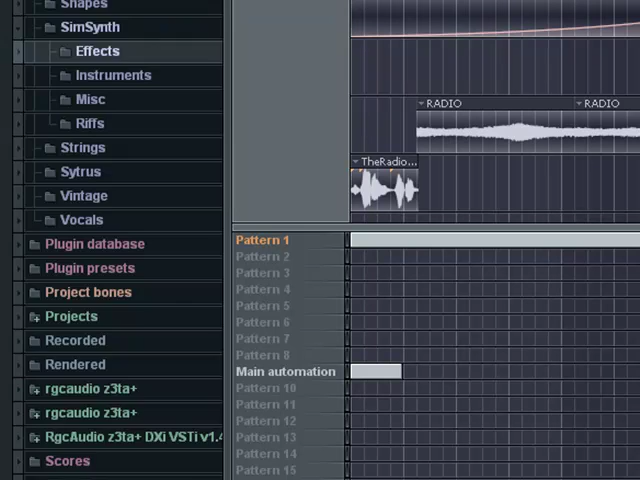 Shapes
SimSynth
Effects
Instruments
Misc
Riffs
Strings
Sytrus
Vintage
Vocals
Plugin database
Plugin presets
Project bones
Projects
Recorded
Rendered
rgcaudio z3ta+
rgcaudio z3ta+
RgcAudio z3ta+ DXi VSTi v1.4
Scores
RADIO
RADIO
TheRadio...
Pattern 1
Pattern 2
Pattern 3
Pattern 4
Pattern 5
Pattern 6
Pattern 7
Pattern 8
Main automation
Pattern 10
Pattern 11
Pattern 12
Pattern 13
Pattern 14
Pattern 15